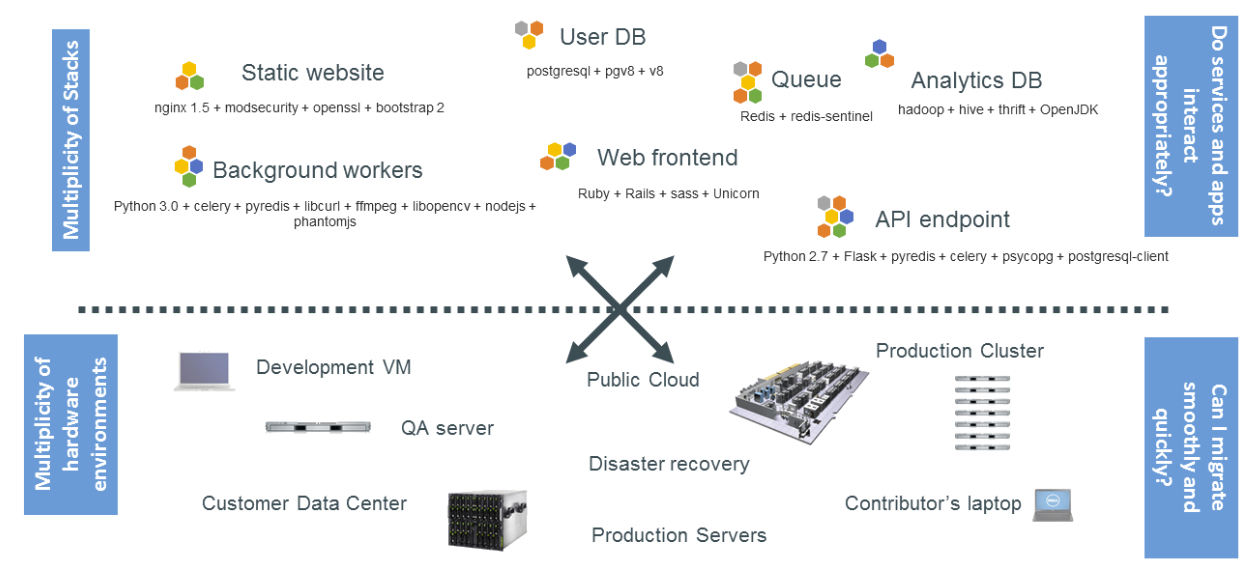 Multiplicity of Stacks
User DB
postgresql + pgv8 + v8
Static website
nginx 1.5 + modsecurity + openssl + bootstrap 2
Queue
Redis + redis-sentinel
Analytics DB
hadoop + hive + thrift + OpenJDK
Background workers
Python 3.0 + celery + pyredis + libcurl + ffmpeg + libopencv + nodejs +
phantomjs
Web frontend
Ruby + Rails + sass + Unicorn
API endpoint
Python 2.7 + Flask + pyredis + celery + psycopg + postgresql-client
Do services and apps
interact
appropriately?
Multiplicity of
hardware
environments
Development VM
QA server
Customer Data Center
Public Cloud
Disaster recovery
Production Servers
Production Cluster
Contributor's laptop
DELL
Can I migrate
smoothly and
quickly?